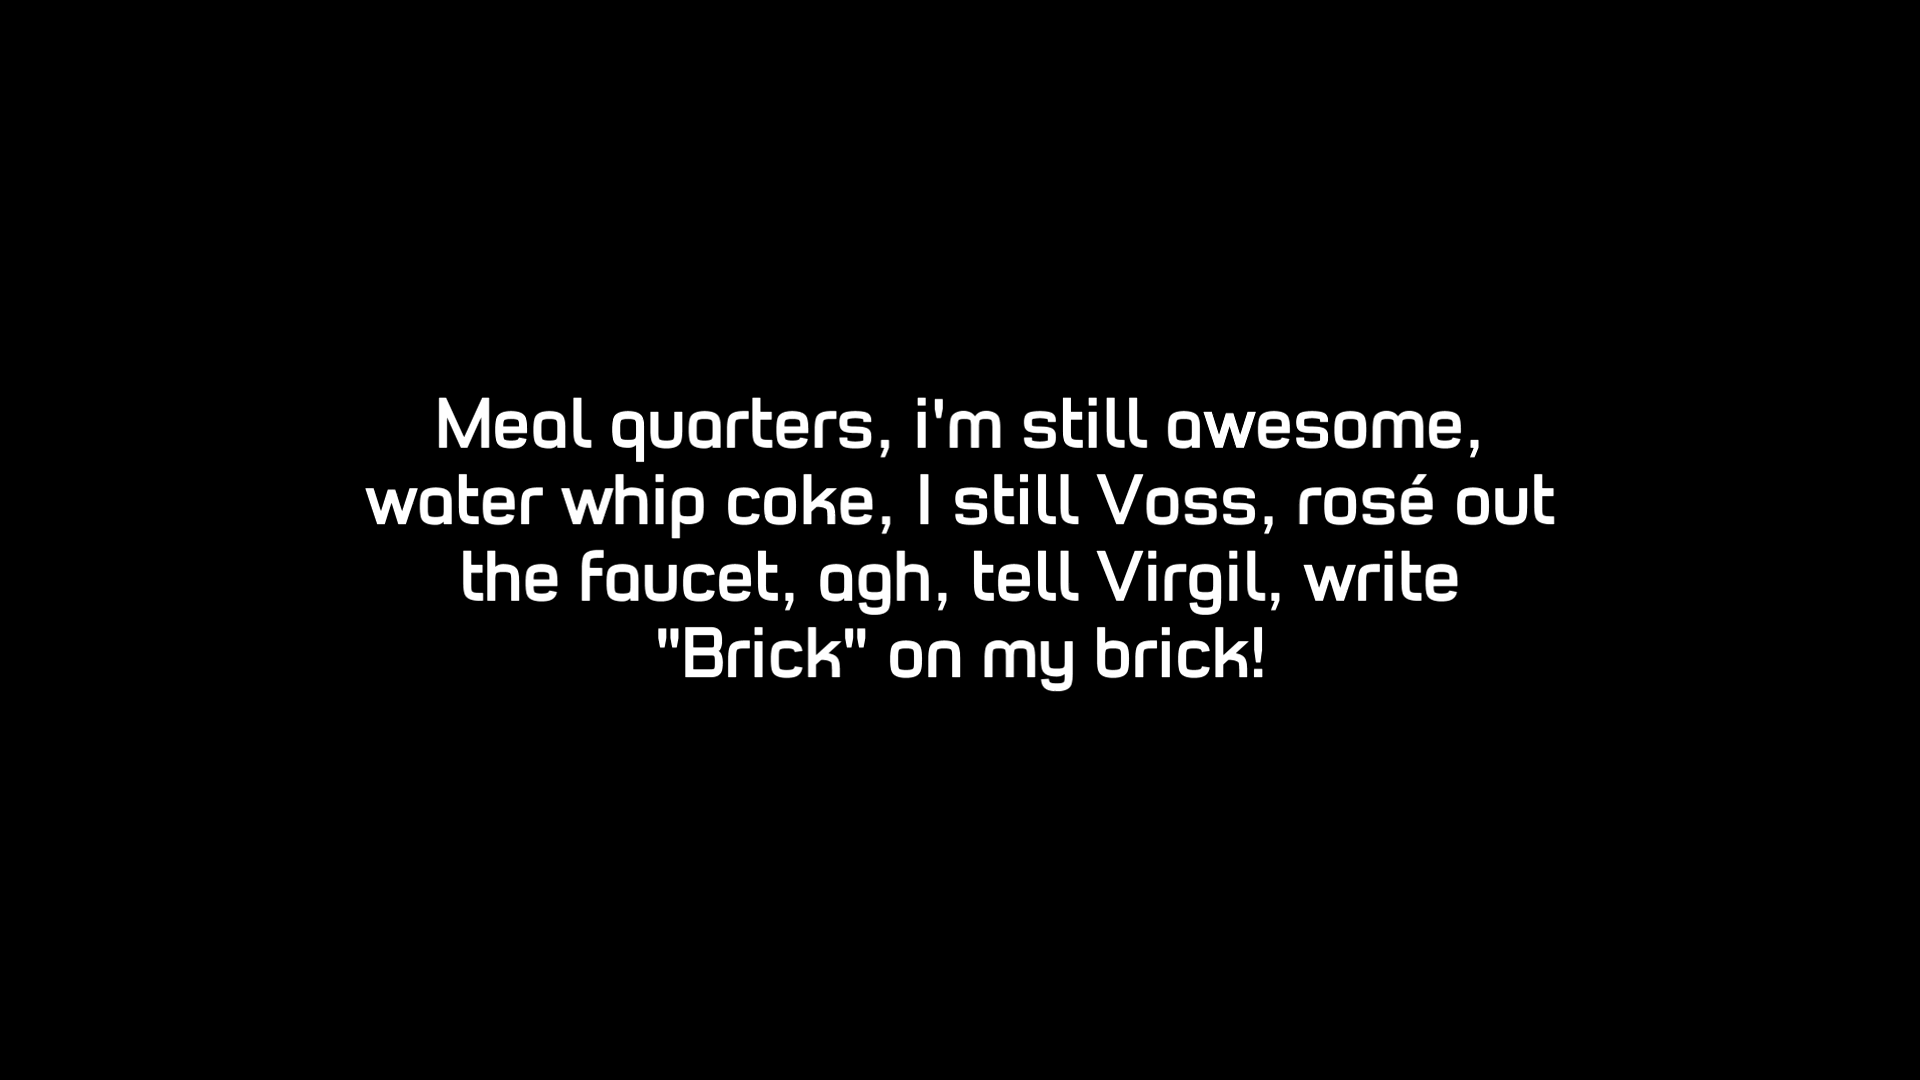 Meal quarters, i'm still awesome,
water whip coke, I still Voss, rosé out
the faucet, agh, tell Virgil, write
"Brick" on my brick!